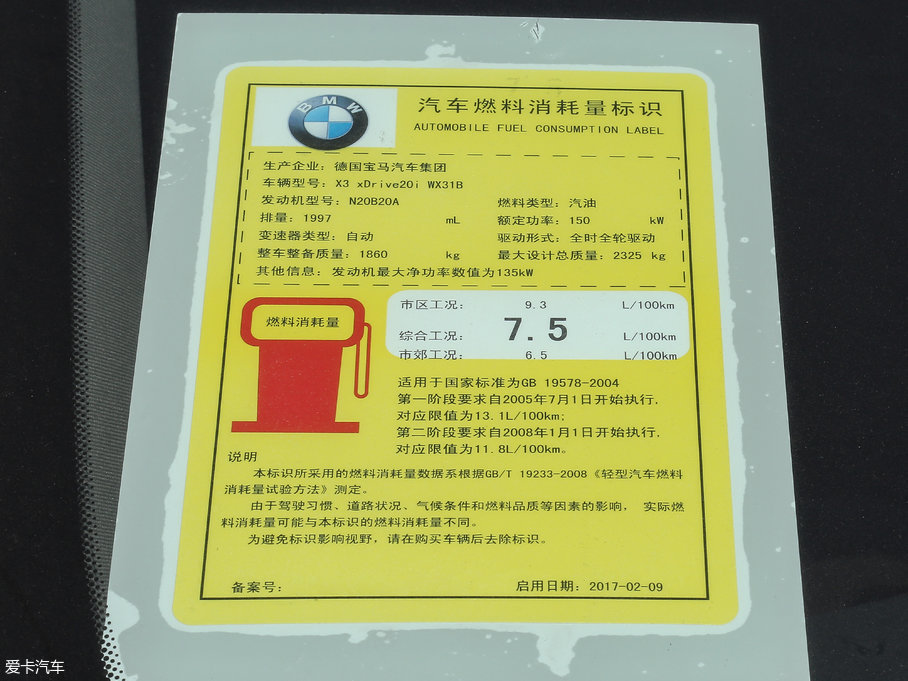 BMW
汽车燃料消耗量标识
AUTOMOBILE FUEL CONSUMPTION LABEL
生产企业：德国宝马汽车集团
车辆型号：X3 xDrive20i WX31B
发动机型号：N20B20A 燃料类型：汽油
排量：1997 mL 额定功率：150 kW
变速器类型：自动 驱动形式：全时全轮驱动
整车整备质量：1860 kg 最大设计总质量：2325 kg
其他信息：发动机最大净功率数值为135kW
燃料消耗量
市区工况： 9.3 L/100km
综合工况： 7.5 L/100km
市郊工况： 6.5 L/100km
适用于国家标准为GB 19578-2004
第一阶段要求自2005年7月1日开始执行，
对应限值为13.1L/100km；
第二阶段要求自2008年1月1日开始执行，
对应限值为11.8L/100km。
说明
本标识所采用的燃料消耗量数据系根据GB/T 19233-2008《轻型汽车燃料
消耗量试验方法》测定。
由于驾驶习惯、道路状况、气候条件和燃料品质等因素的影响， 实际燃
料消耗量可能与本标识的燃料消耗量不同。
为避免标识影响视野，请在购买车辆后去除标识。
备案号： 启用日期：2017-02-09
爱卡汽车